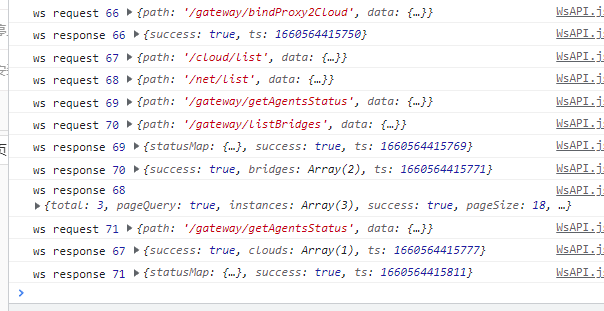 ws request 66 ▶{path: '/gateway/bindProxy2Cloud', data: {…}} WsAPI.j
ws response 66 ▶{success: true, ts: 1660564415750} WsAPI.j
ws request 67 ▶{path: '/cloud/list', data: {…}} WsAPI.j
ws request 68 ▶{path: '/net/list', data: {…}} WsAPI.j
ws request 69 ▶{path: '/gateway/getAgentsStatus', data: {…}} WsAPI.j
ws request 70 ▶{path: '/gateway/listBridges', data: {…}} WsAPI.j
ws response 69 ▶{statusMap: {…}, success: true, ts: 1660564415769} WsAPI.j
页
ws response 70 ▶{success: true, bridges: Array(2), ts: 1660564415771} WsAPI.j
ws response 68 WsAPI.j
▶{total: 3, pageQuery: true, instances: Array(3), success: true, pageSize: 18, …}
ws request 71 ▶{path: '/gateway/getAgentsStatus', data: {…}} WsAPI.j
ws response 67 ▶{success: true, clouds: Array(1), ts: 1660564415777} WsAPI.j
ws response 71 ▶{statusMap: {…}, success: true, ts: 1660564415811} WsAPI.j
>